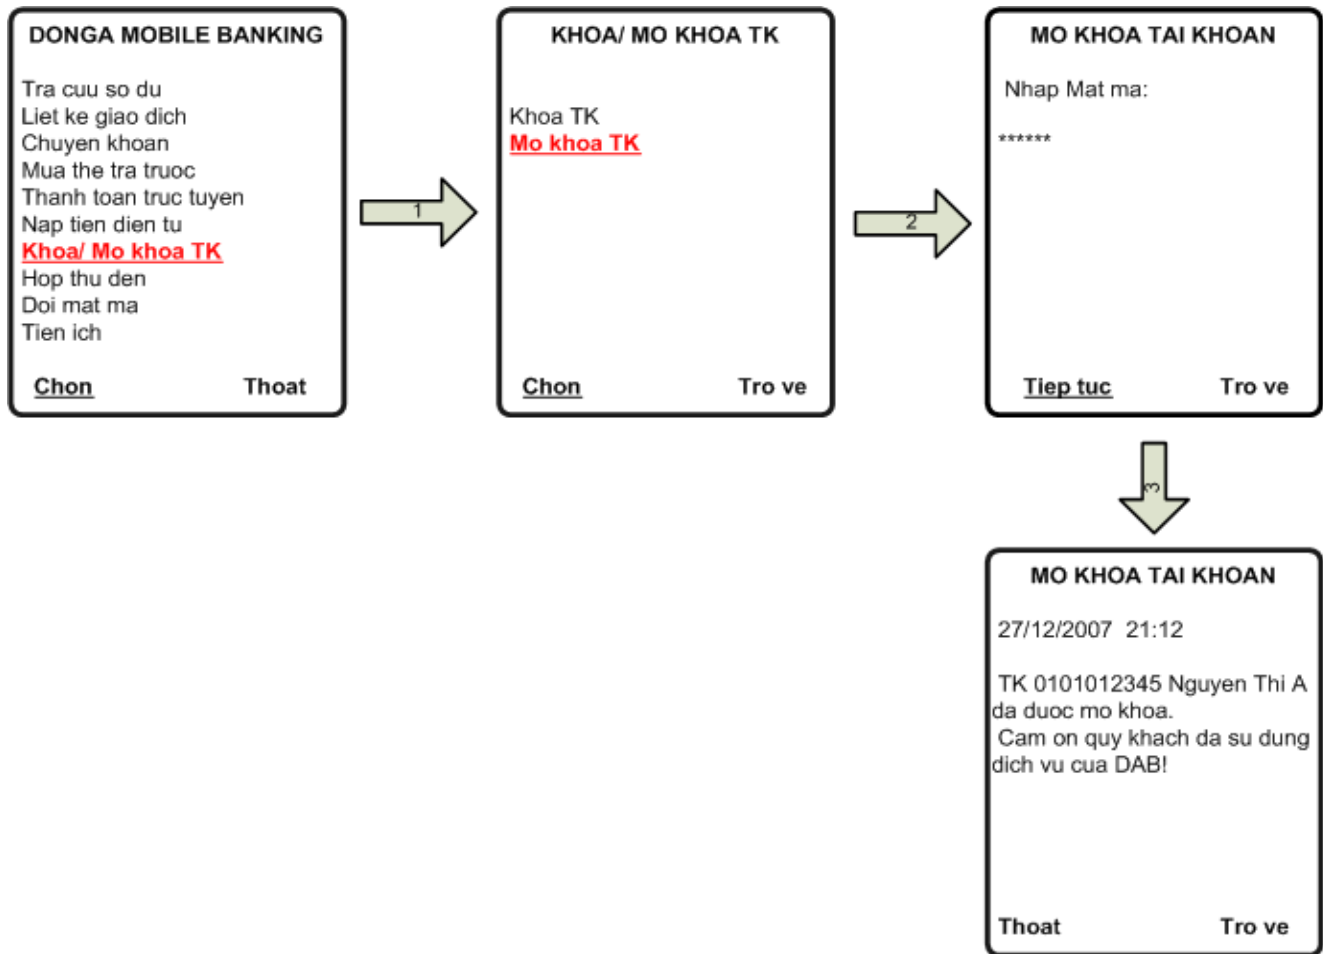 DONGA MOBILE BANKING
Tra cuu so du
Liet ke giao dich
Chuyen khoan
Mua the tra truoc
Thanh toan truc tuyen
Nap tien dien tu
Khoa/ Mo khoa TK
Hop thu den
Doi mat ma
Tien ich
Chon Thoat
1
KHOA/ MO KHOA TK
Khoa TK
Mo khoa TK
Chon Tro ve
2
MO KHOA TAI KHOAN
Nhap Mat ma:
******
Tiep tuc Tro ve
3
MO KHOA TAI KHOAN
27/12/2007 21:12
TK 0101012345 Nguyen Thi A
da duoc mo khoa.
Cam on quy khach da su dung
dich vu cua DAB!
Thoat Tro ve